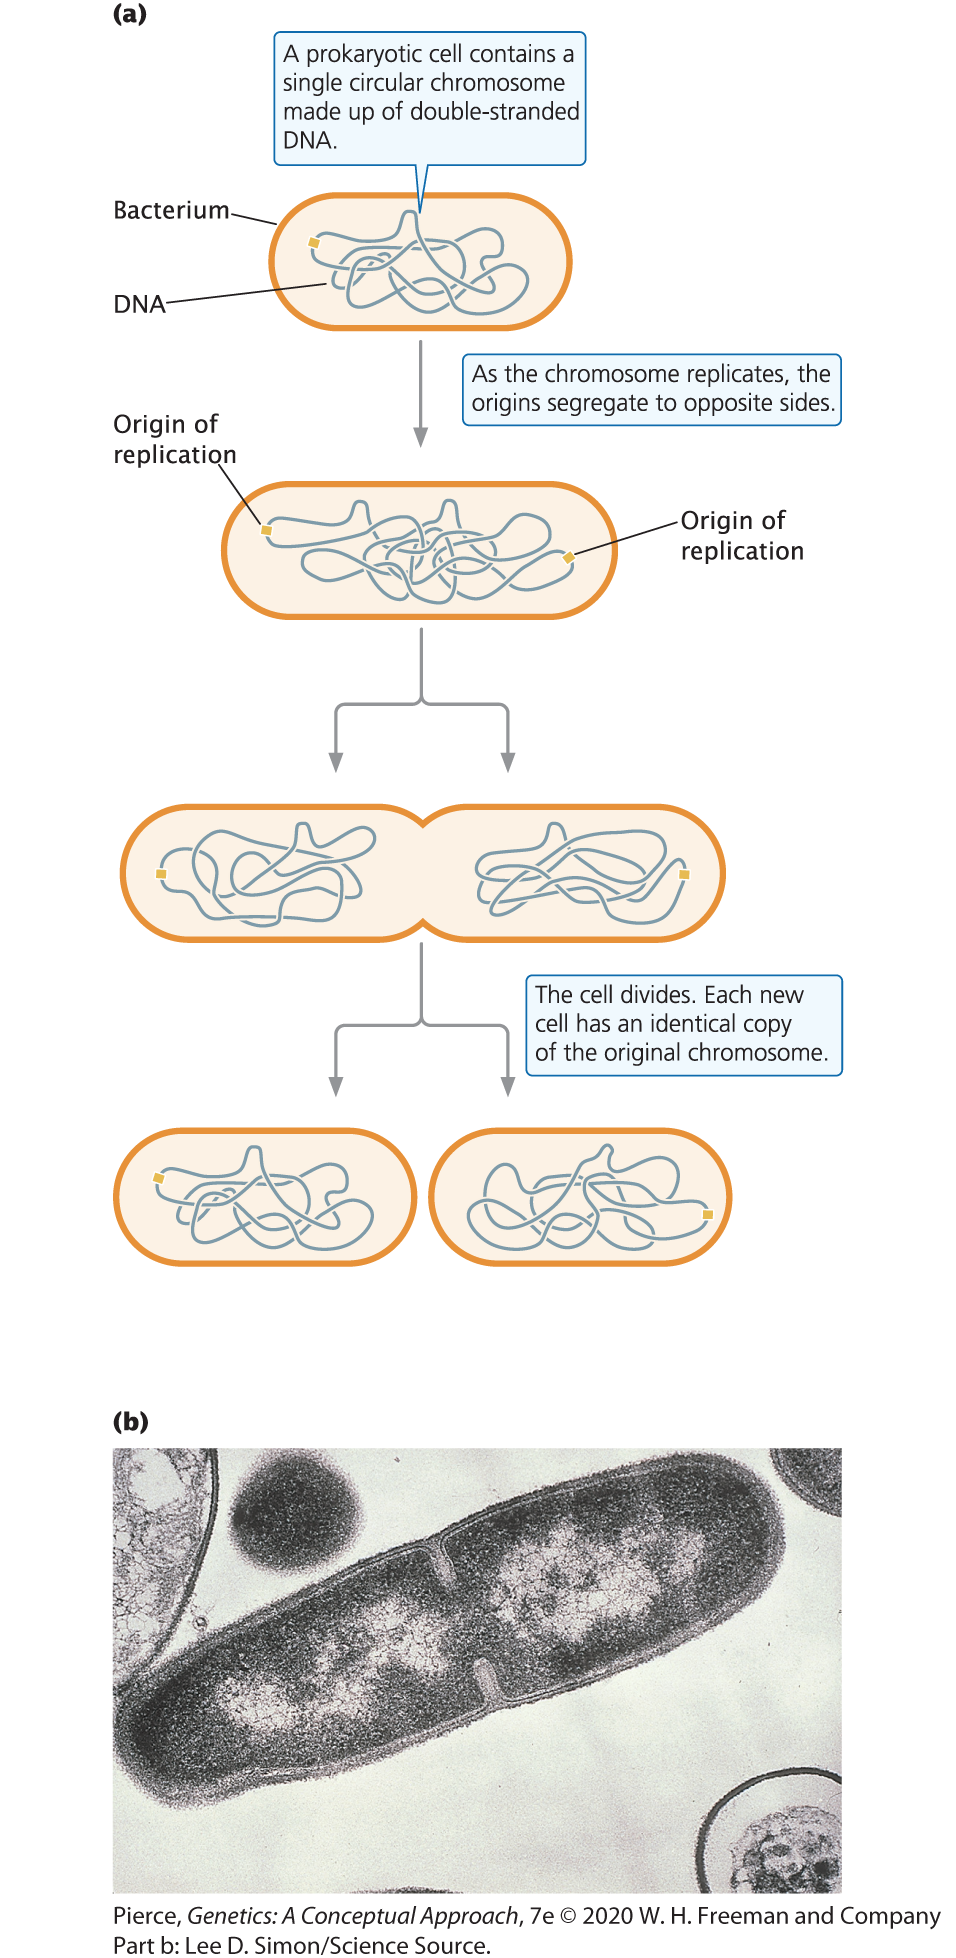 (a)
A prokaryotic cell contains a
single circular chromosome
made up of double-stranded
DNA.
Bacterium
DNA
As the chromosome replicates, the
origins segregate to opposite sides.
Origin of
replication
Origin of
replication
The cell divides. Each new
cell has an identical copy
of the original chromosome.
(b)
Pierce, Genetics: A Conceptual Approach, 7e © 2020 W. H. Freeman and Company
Part b: Lee D. Simon/Science Source.